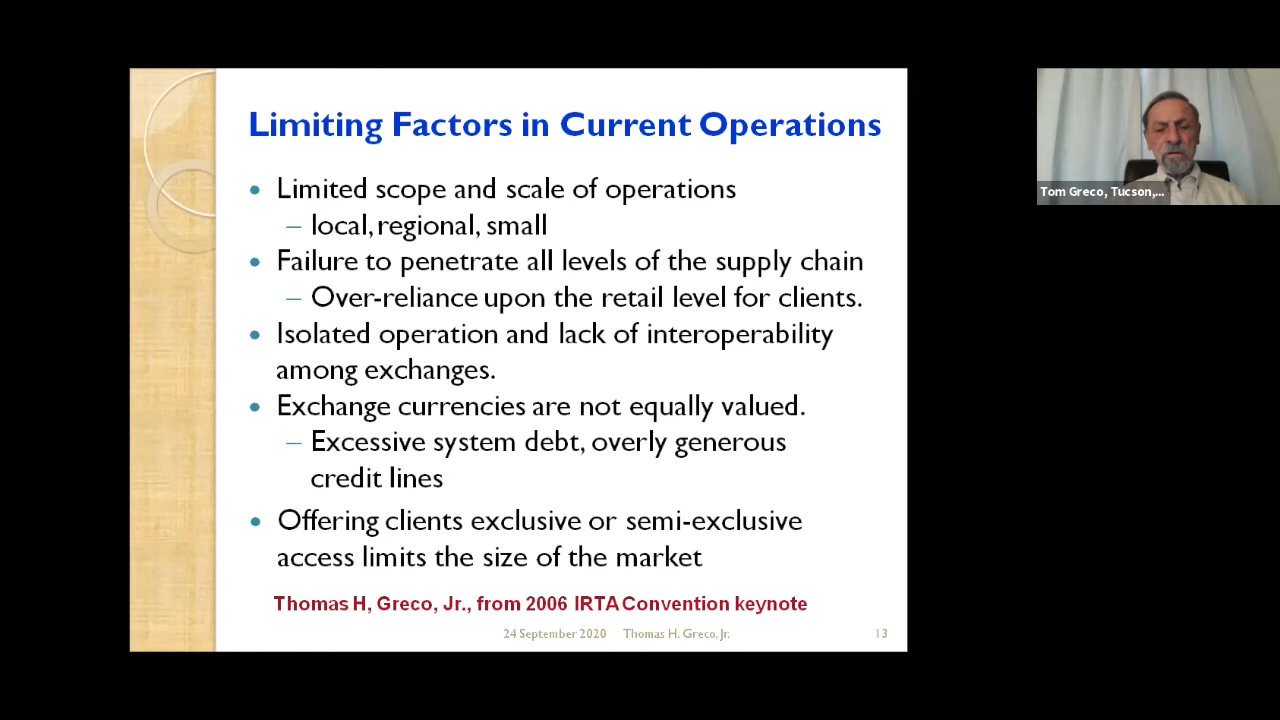 Limiting Factors in Current Operations
• Limited scope and scale of operations
– local, regional, small
• Failure to penetrate all levels of the supply chain
– Over-reliance upon the retail level for clients.
• Isolated operation and lack of interoperability
among exchanges.
• Exchange currencies are not equally valued.
– Excessive system debt, overly generous
credit lines
• Offering clients exclusive or semi-exclusive
access limits the size of the market
Thomas H, Greco, Jr., from 2006 IRTA Convention keynote
24 September 2020 Thomas H. Greco, Jr. 13
Tom Greco, Tucson,...